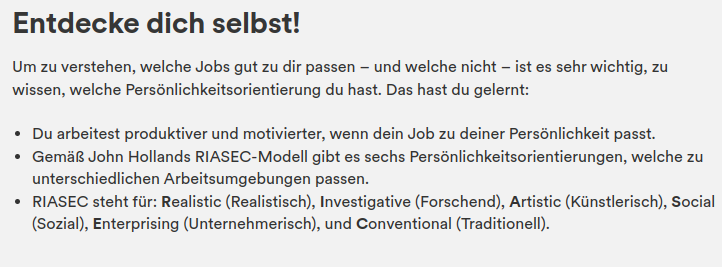 Entdecke dich selbst!
Um zu verstehen, welche Jobs gut zu dir passen – und welche nicht – ist es sehr wichtig, zu
wissen, welche Persönlichkeitsorientierung du hast. Das hast du gelernt:
• Du arbeitest produktiver und motivierter, wenn dein Job zu deiner Persönlichkeit passt.
• Gemäß John Hollands RIASEC-Modell gibt es sechs Persönlichkeitsorientierungen, welche zu
unterschiedlichen Arbeitsumgebungen passen.
• RIASEC steht für: Realistic (Realistisch), Investigative (Forschend), Artistic (Künstlerisch), Social
(Sozial), Enterprising (Unternehmerisch), und Conventional (Traditionell).